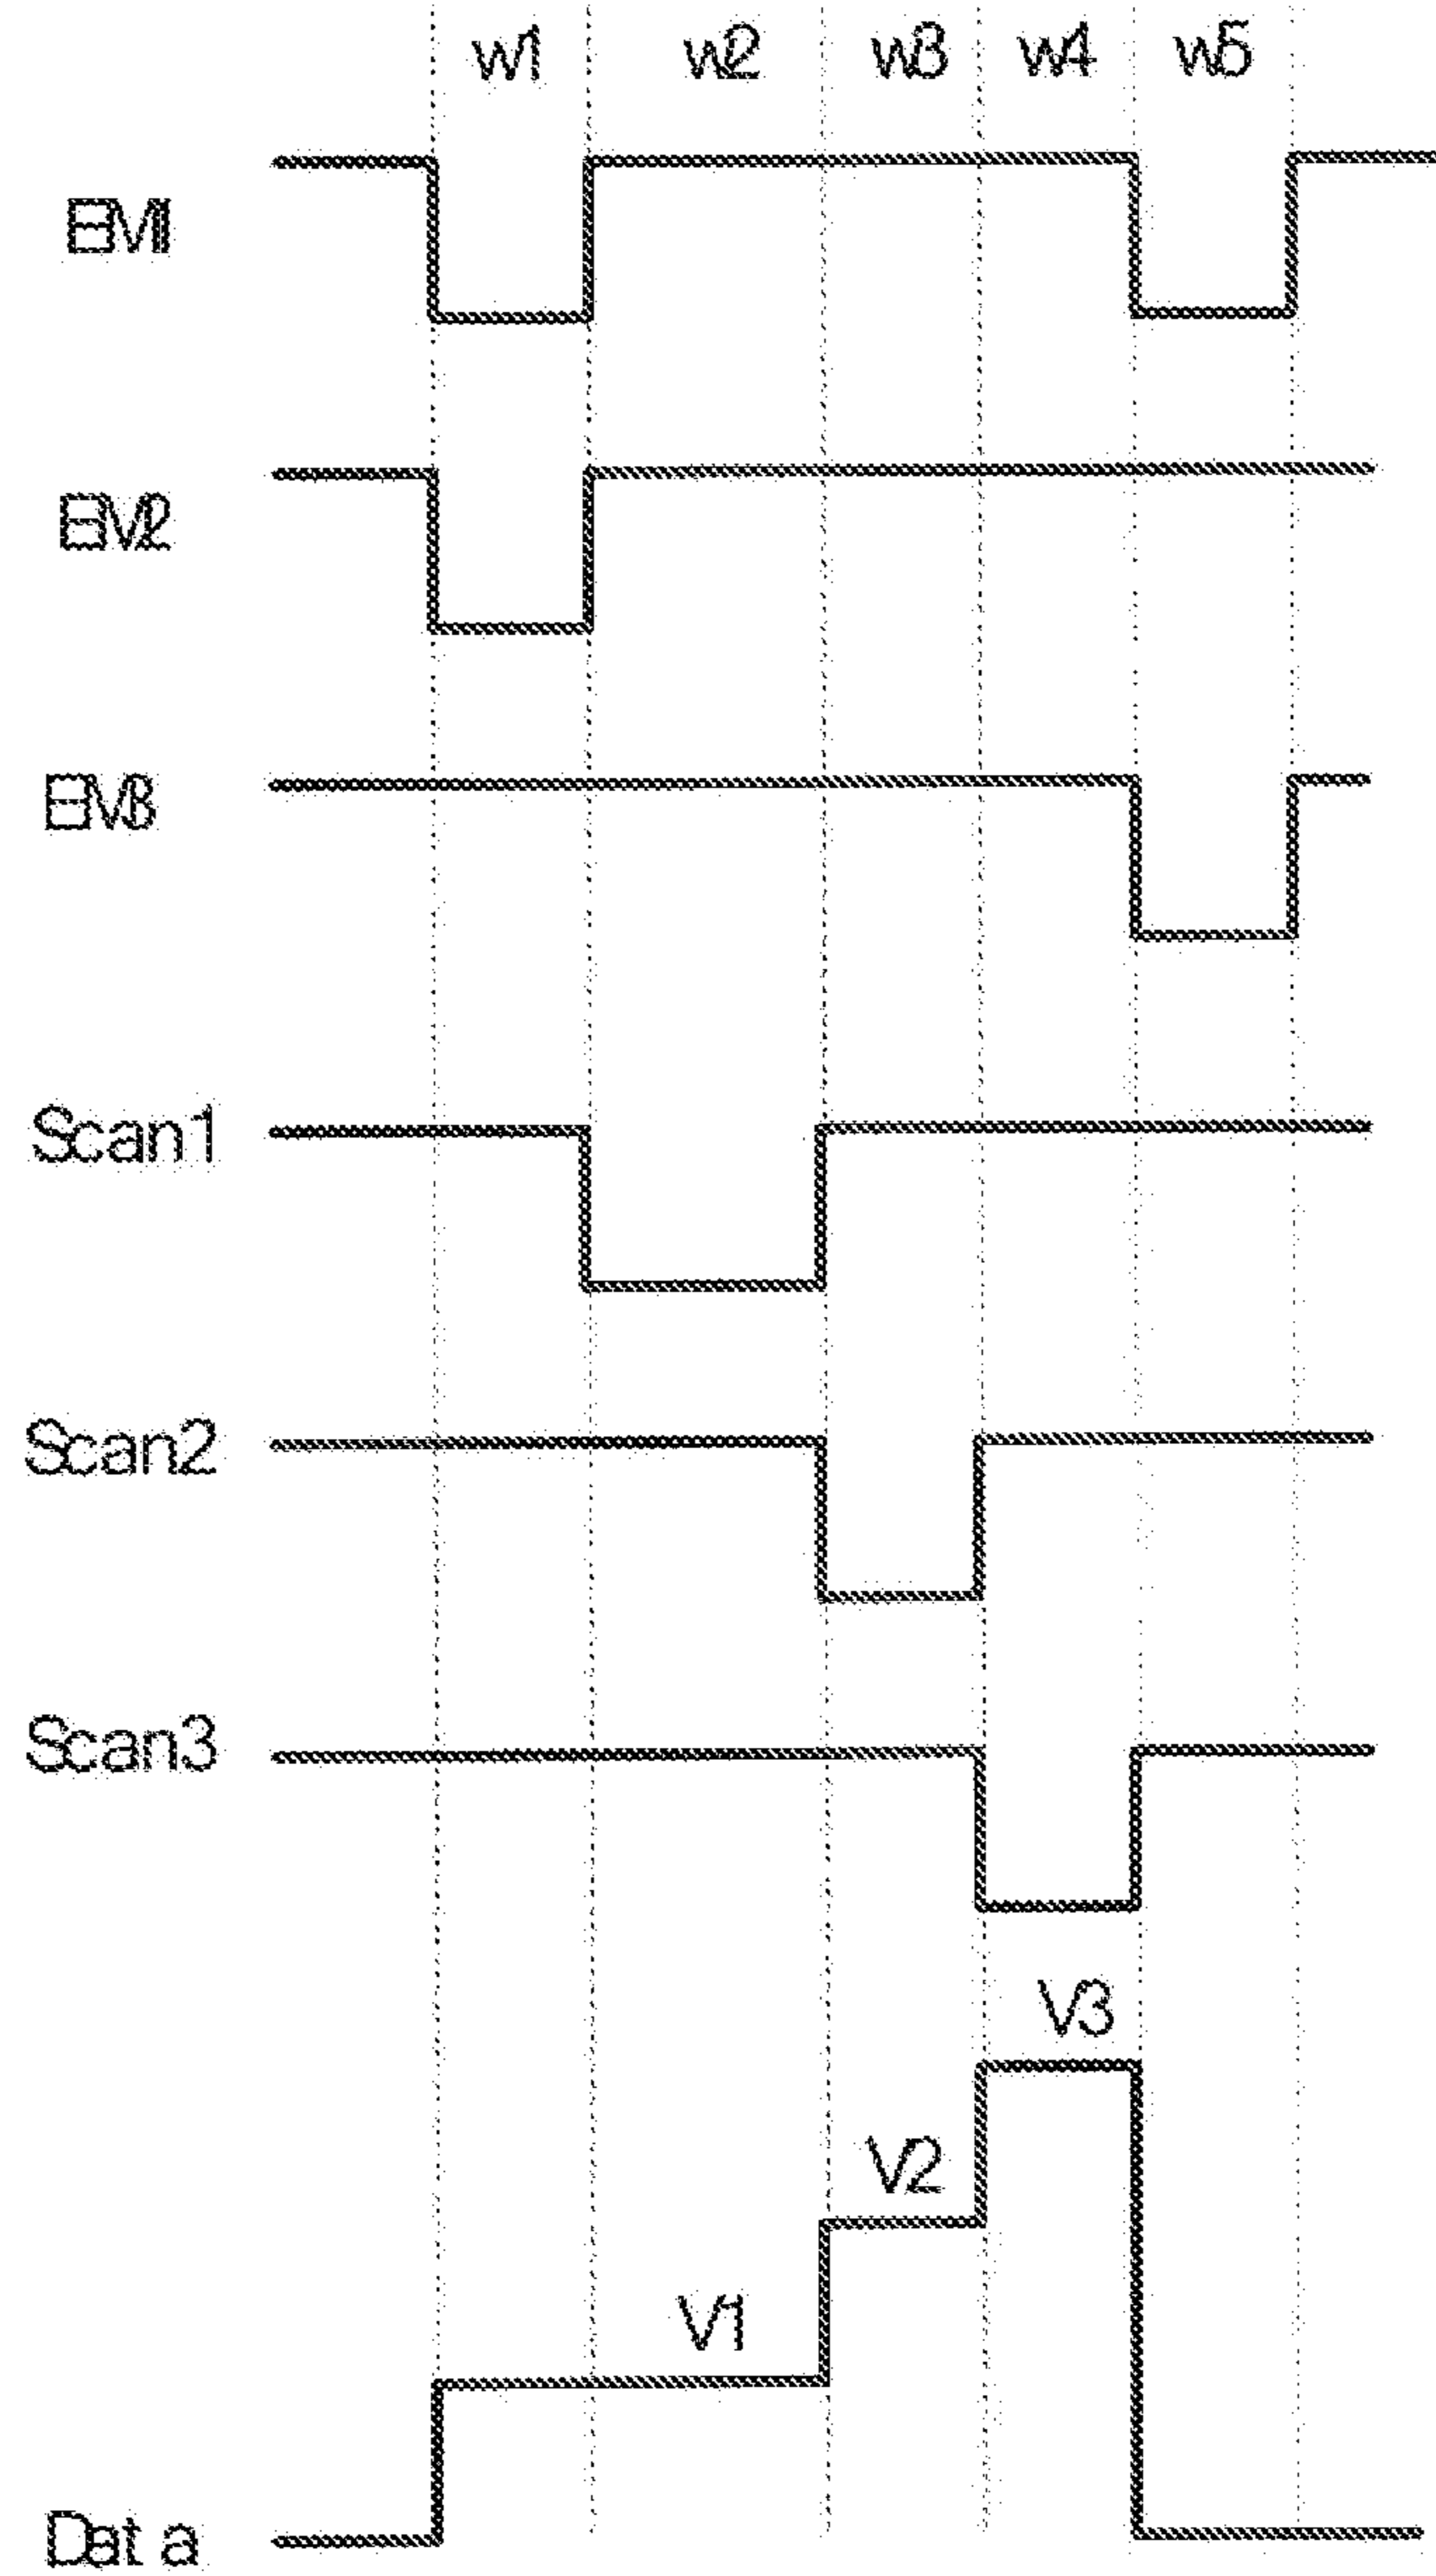 w1 w2 w3 w4 w5
EM1
EM2
EM3
Scan1
Scan2
Scan3
V3
V2
V1
Data